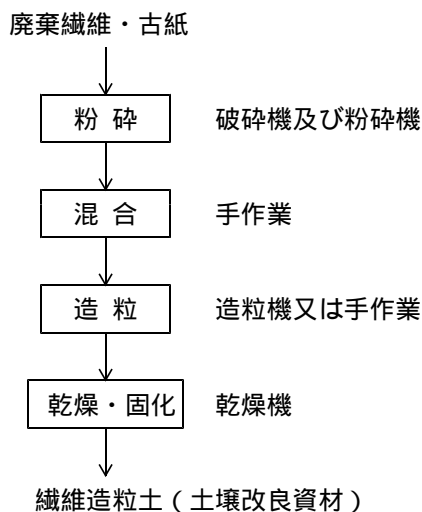 廃棄繊維・古紙
粉 砕 破砕機及び粉砕機
混 合 手作業
造 粒 造粒機又は手作業
乾燥・固化 乾燥機
繊維造粒土（土壌改良資材）